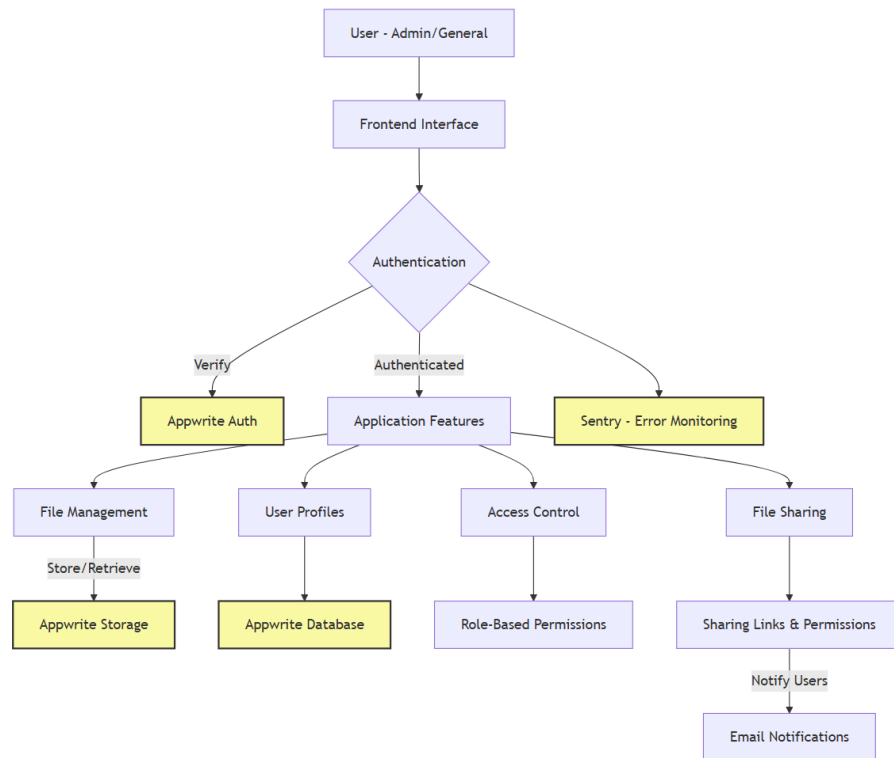 User - Admin/General
Frontend Interface
Authentication
Verify
Authenticated
Appwrite Auth
Application Features
Sentry - Error Monitoring
File Management
User Profiles
Access Control
File Sharing
Store/Retrieve
Appwrite Storage
Appwrite Database
Role-Based Permissions
Sharing Links & Permissions
Notify Users
Email Notifications